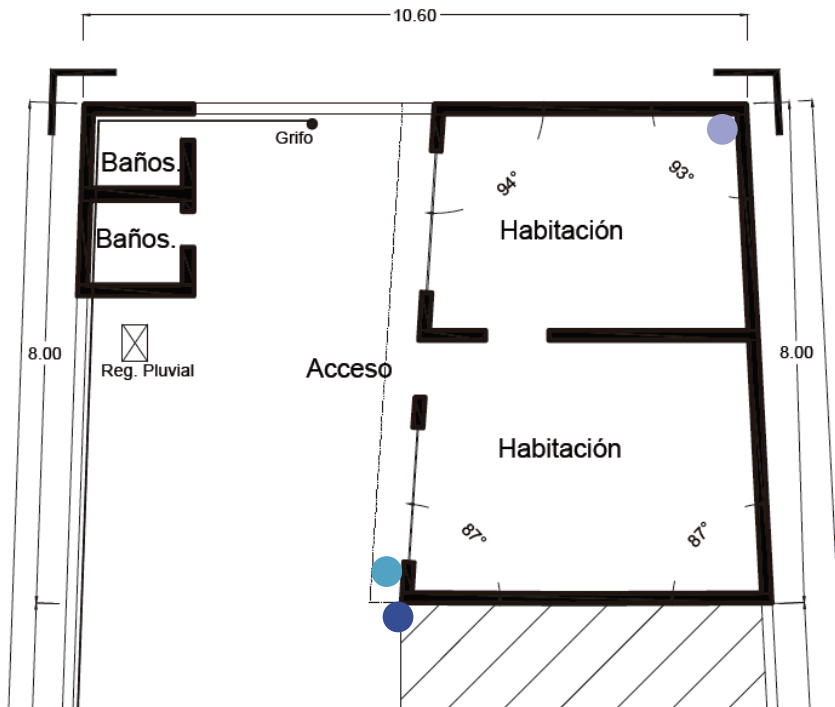 10.60
Grifo
Baños.
94°
93°
Habitación
Baños.
8.00
Reg. Pluvial
Acceso
8.00
Habitación
87°
87°